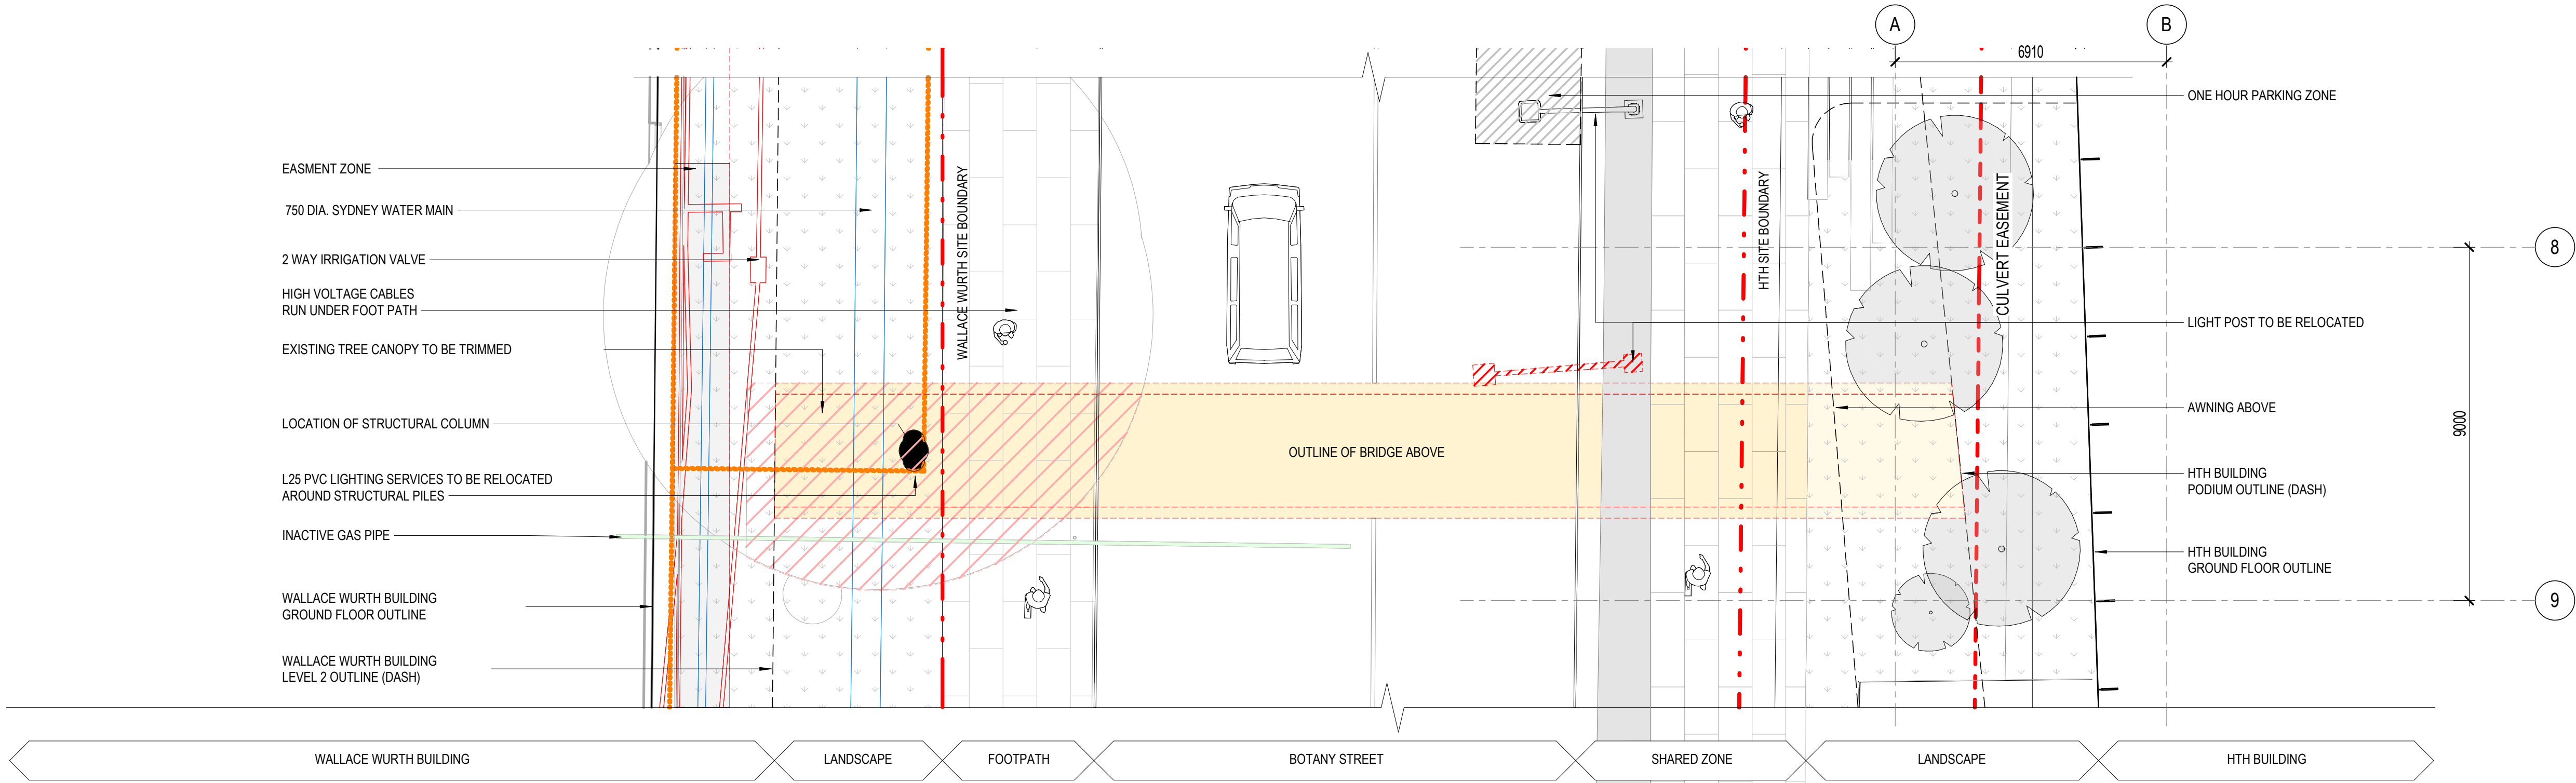 A
B
6910
ONE HOUR PARKING ZONE
EASMENT ZONE
750 DIA. SYDNEY WATER MAIN
2 WAY IRRIGATION VALVE
HIGH VOLTAGE CABLES
RUN UNDER FOOT PATH
EXISTING TREE CANOPY TO BE TRIMMED
LOCATION OF STRUCTURAL COLUMN
L25 PVC LIGHTING SERVICES TO BE RELOCATED
AROUND STRUCTURAL PILES
INACTIVE GAS PIPE
WALLACE WURTH BUILDING
GROUND FLOOR OUTLINE
WALLACE WURTH BUILDING
LEVEL 2 OUTLINE (DASH)
WALLACE WURTH SITE BOUNDARY
OUTLINE OF BRIDGE ABOVE
HTH SITE BOUNDARY
CULVERT EASEMENT
8
LIGHT POST TO BE RELOCATED
AWNING ABOVE
9000
HTH BUILDING
PODIUM OUTLINE (DASH)
HTH BUILDING
GROUND FLOOR OUTLINE
9
WALLACE WURTH BUILDING
LANDSCAPE
FOOTPATH
BOTANY STREET
SHARED ZONE
LANDSCAPE
HTH BUILDING